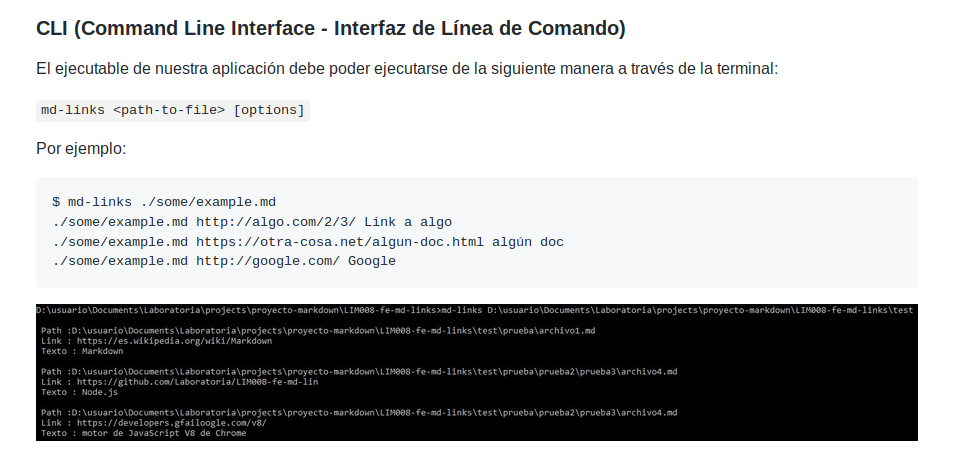 CLI (Command Line Interface - Interfaz de Línea de Comando)
El ejecutable de nuestra aplicación debe poder ejecutarse de la siguiente manera a través de la terminal:
md-links <path-to-file> [options]
Por ejemplo:
$ md-links ./some/example.md
./some/example.md http://algo.com/2/3/ Link a algo
./some/example.md https://otra-cosa.net/algun-doc.html algún doc
./some/example.md http://google.com/ Google
D:\usuario\Documents\Laboratoria\projects\proyecto-markdown\LIM008-fe-md-links>md-links D:\usuario\Documents\Laboratoria\projects\proyecto-markdown\LIM008-fe-md-links\test
Path :D:\usuario\Documents\Laboratoria\projects\proyecto-markdown\LIM008-fe-md-links\test\prueba\archivo1.md
Link : https://es.wikipedia.org/wiki/Markdown
Texto : Markdown
Path :D:\usuario\Documents\Laboratoria\projects\proyecto-markdown\LIM008-fe-md-links\test\prueba\prueba2\prueba3\archivo4.md
Link : https://github.com/Laboratoria/LIM008-fe-md-lin
Texto : Node.js
Path :D:\usuario\Documents\Laboratoria\projects\proyecto-markdown\LIM008-fe-md-links\test\prueba\prueba2\prueba3\archivo4.md
Link : https://developers.gfailoogle.com/v8/
Texto : motor de JavaScript V8 de Chrome